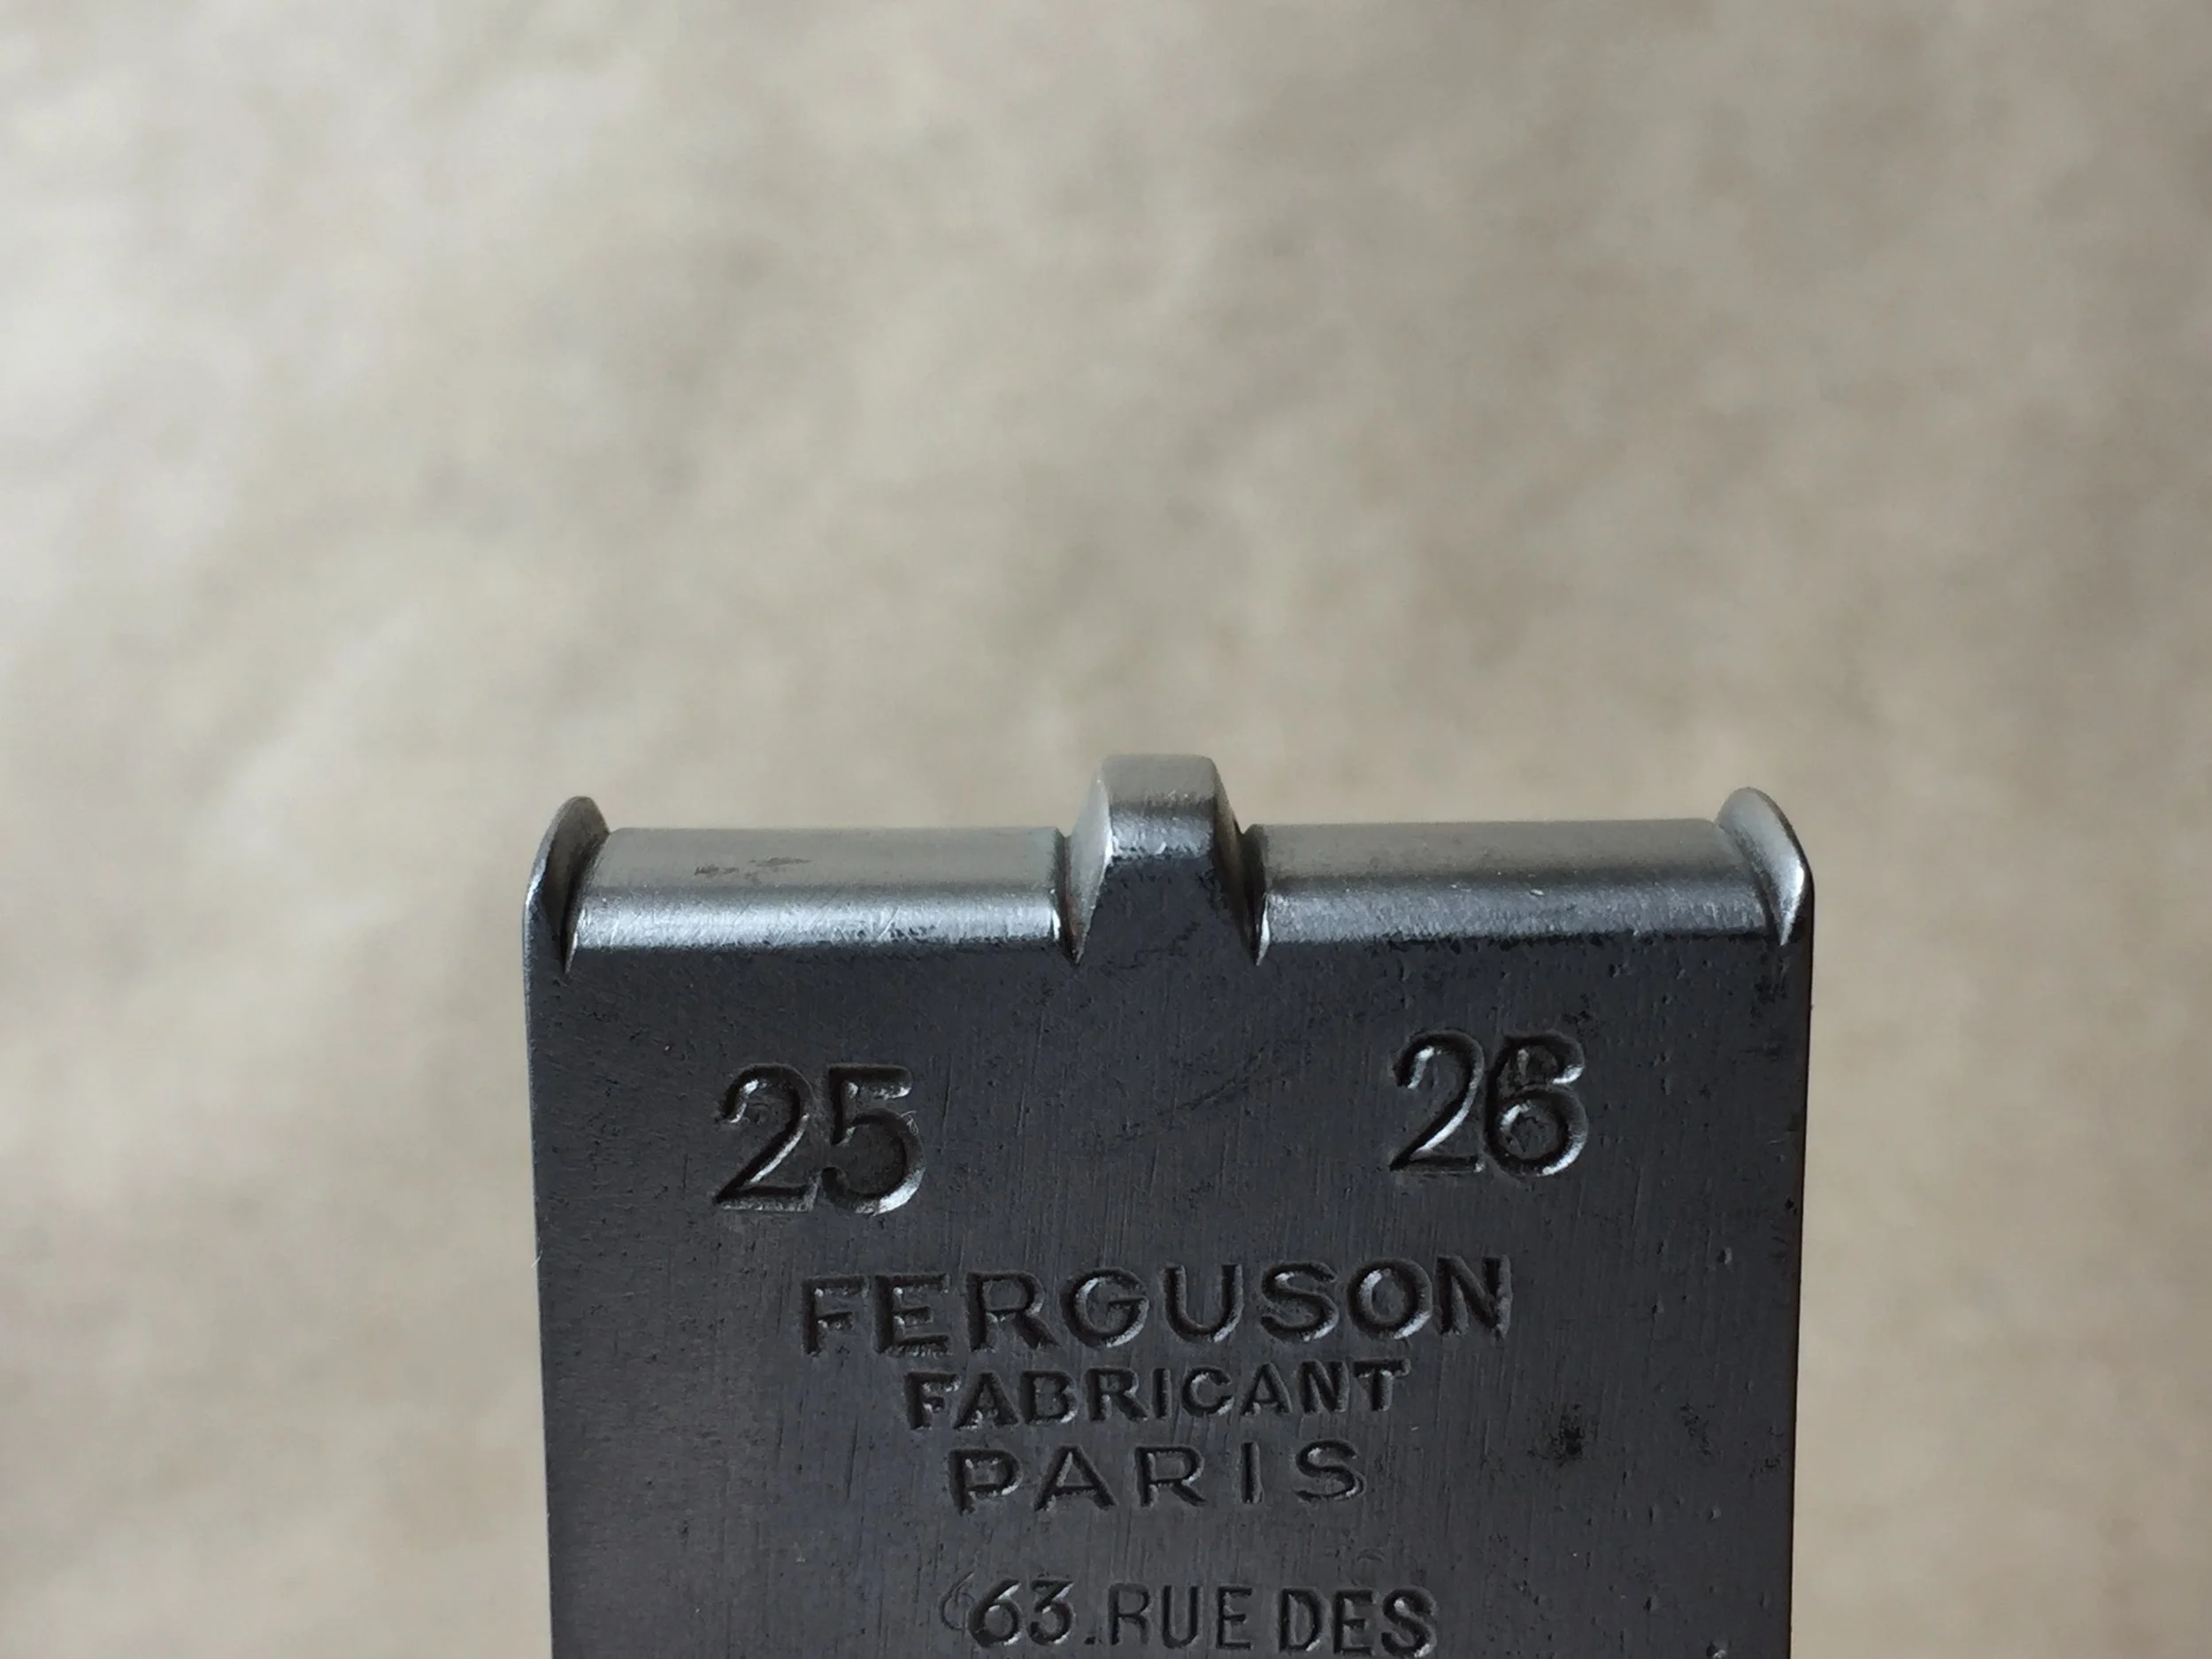 25 26
FERGUSON
FABRICANT
PARIS
63.RUE DES